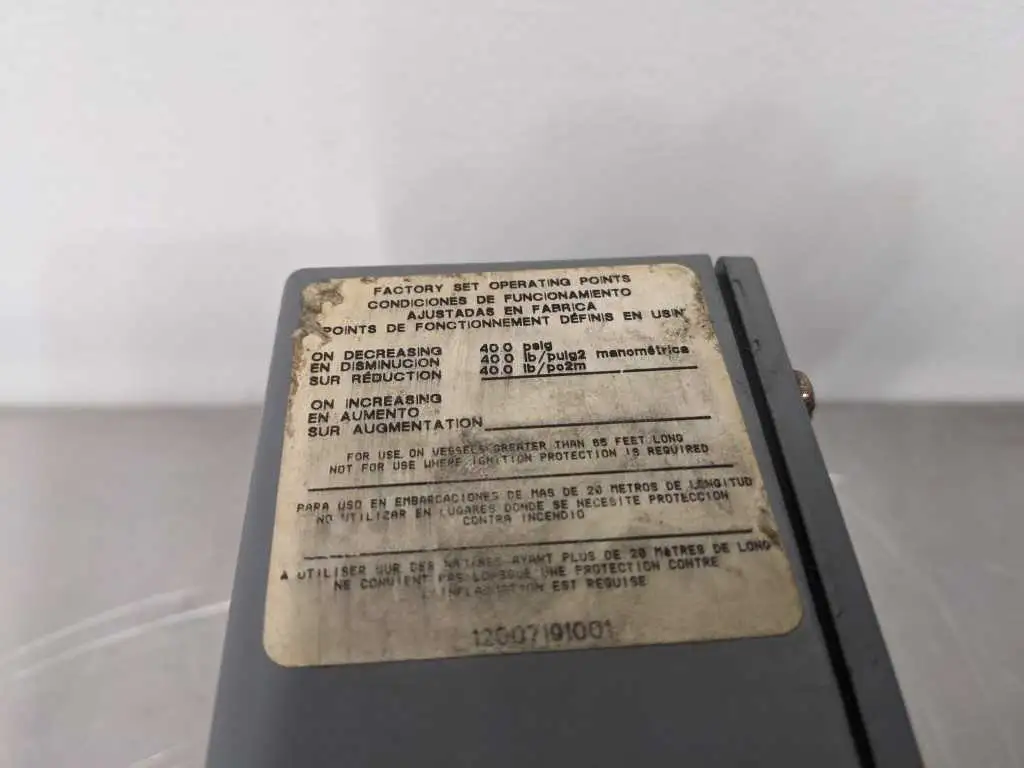 FACTORY SET OPERATING POINTS
CONDICIONES DE FUNCIONAMIENTO
AJUSTADAS EN FABRICA
POINTS DE FONCTIONNEMENT DÉFINIS EN USIN
ON DECREASING 40.0 psig
EN DISMINUCION 40.0 lb/pulg2 manométrica
SUR RÉDUCTION 40.0 lb/po2m
ON INCREASING
EN AUMENTO
SUR AUGMENTATION
FOR USE ON VESSELS GREATER THAN 65 FEET LONG
NOT FOR USE WHERE IGNITION PROTECTION IS REQUIRED
PARA USO EN EMBARCACIONES DE MAS DE 20 METROS DE LONGITUD
NO UTILIZAR EN LUGARES DONDE SE NECESITE PROTECCION
CONTRA INCENDIO
A UTILISER SUR DES NAVIRES AYANT PLUS DE 20 MÈTRES DE LONG
NE CONVIENT PAS LORSQUE UNE PROTECTION CONTRE
L'INFLAMMATION EST REQUISE